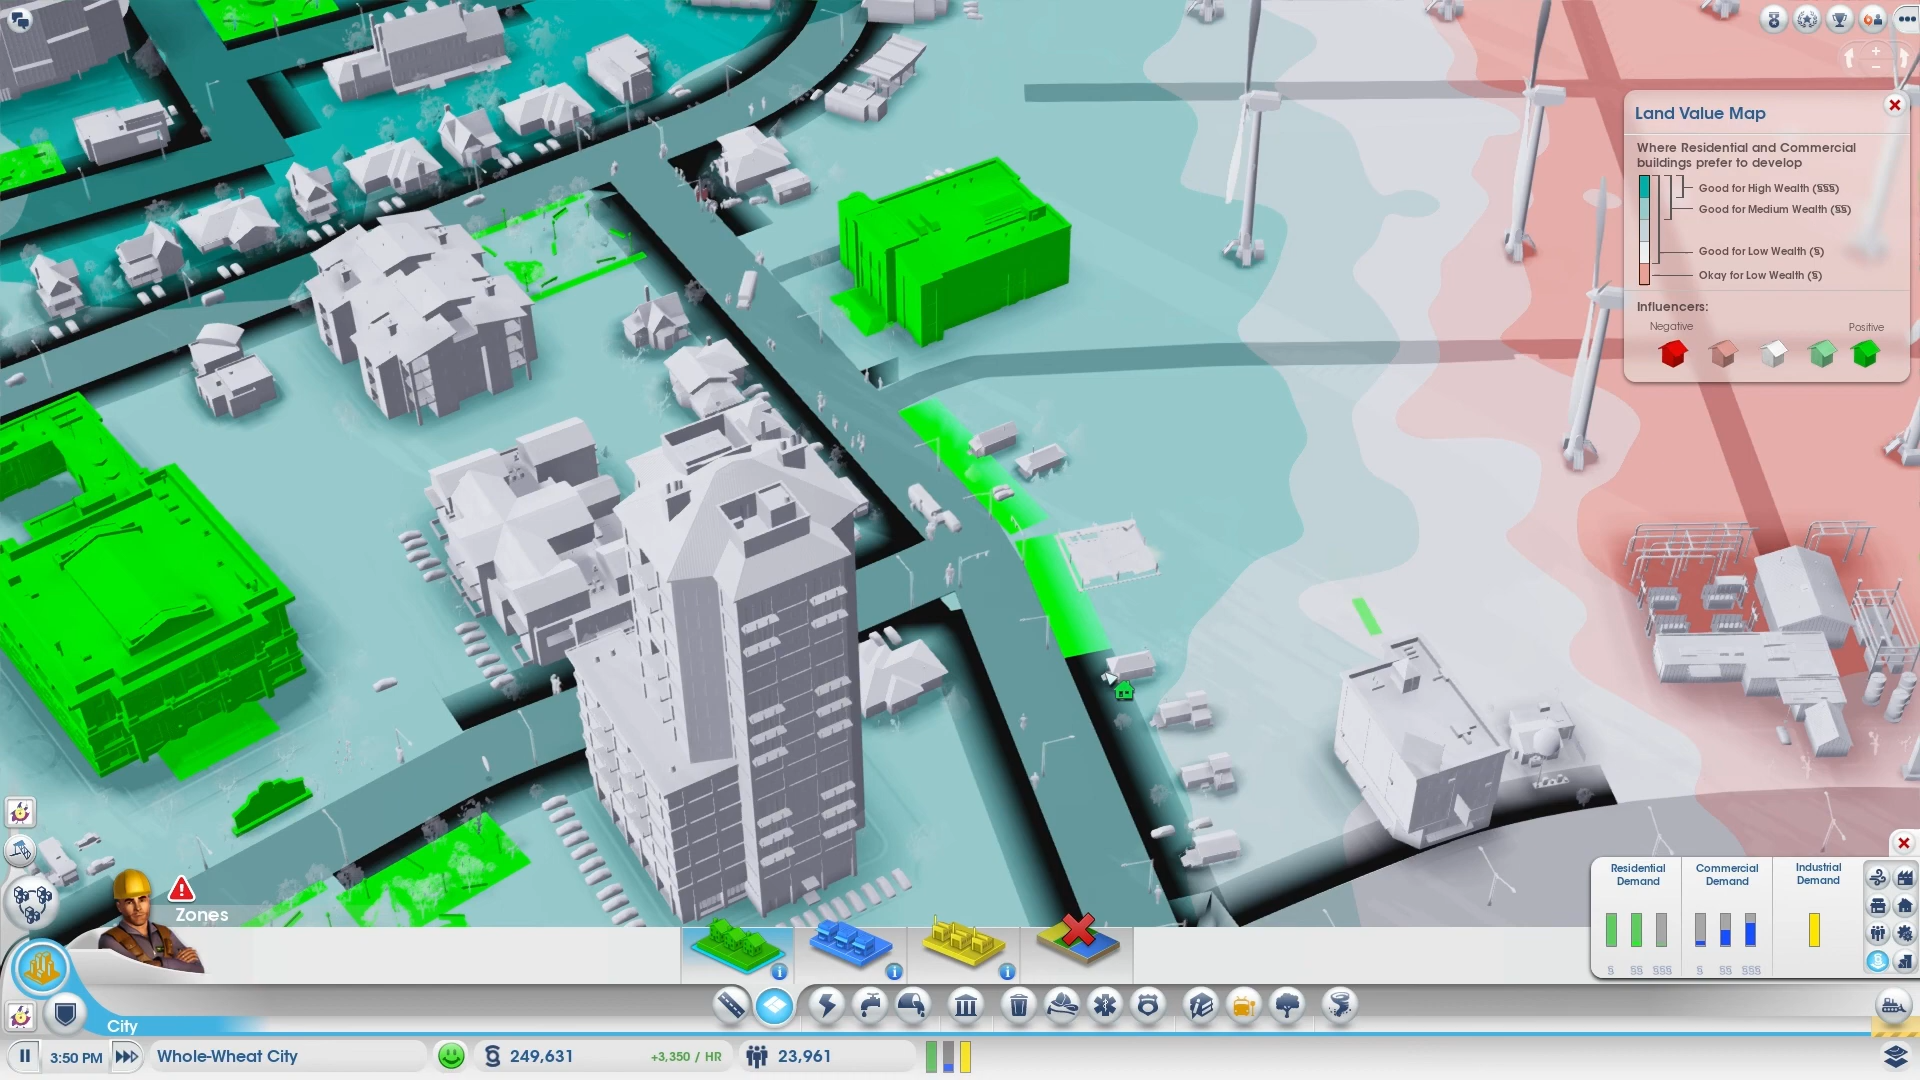 Land Value Map
Where Residential and Commercial
buildings prefer to develop
Good for High Wealth (§§§)
Good for Medium Wealth (§§)
Good for Low Wealth (§)
Okay for Low Wealth (§)
Influencers:
Negative
Positive
Zones
Residential
Demand
§
§§
§§§
Commercial
Demand
§
§§
§§§
Industrial
Demand
City
3:50 PM
Whole-Wheat City
§ 249,631
+3,350 / HR
23,961